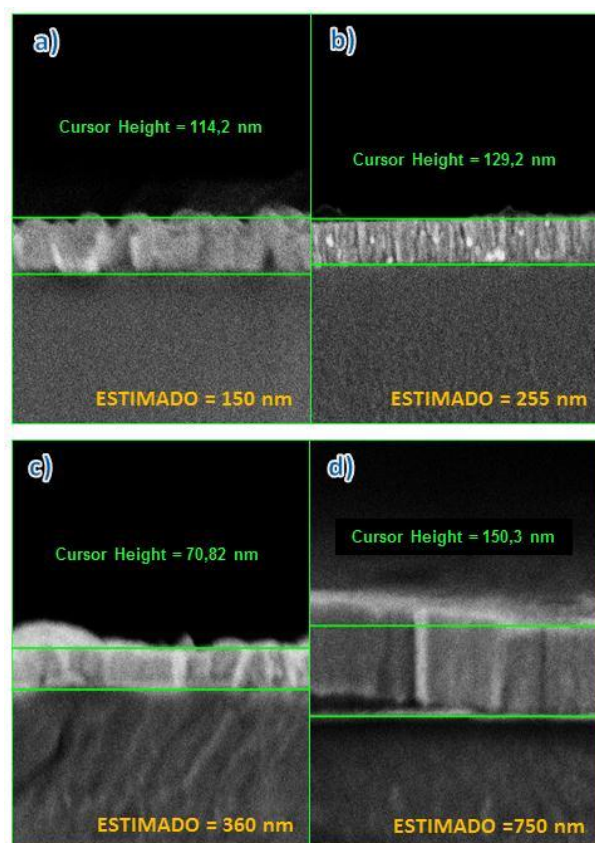 a)
Cursor Height = 114,2 nm
ESTIMADO = 150 nm
b)
Cursor Height = 129,2 nm
ESTIMADO = 255 nm
c)
Cursor Height = 70,82 nm
ESTIMADO = 360 nm
d)
Cursor Height = 150,3 nm
ESTIMADO =750 nm